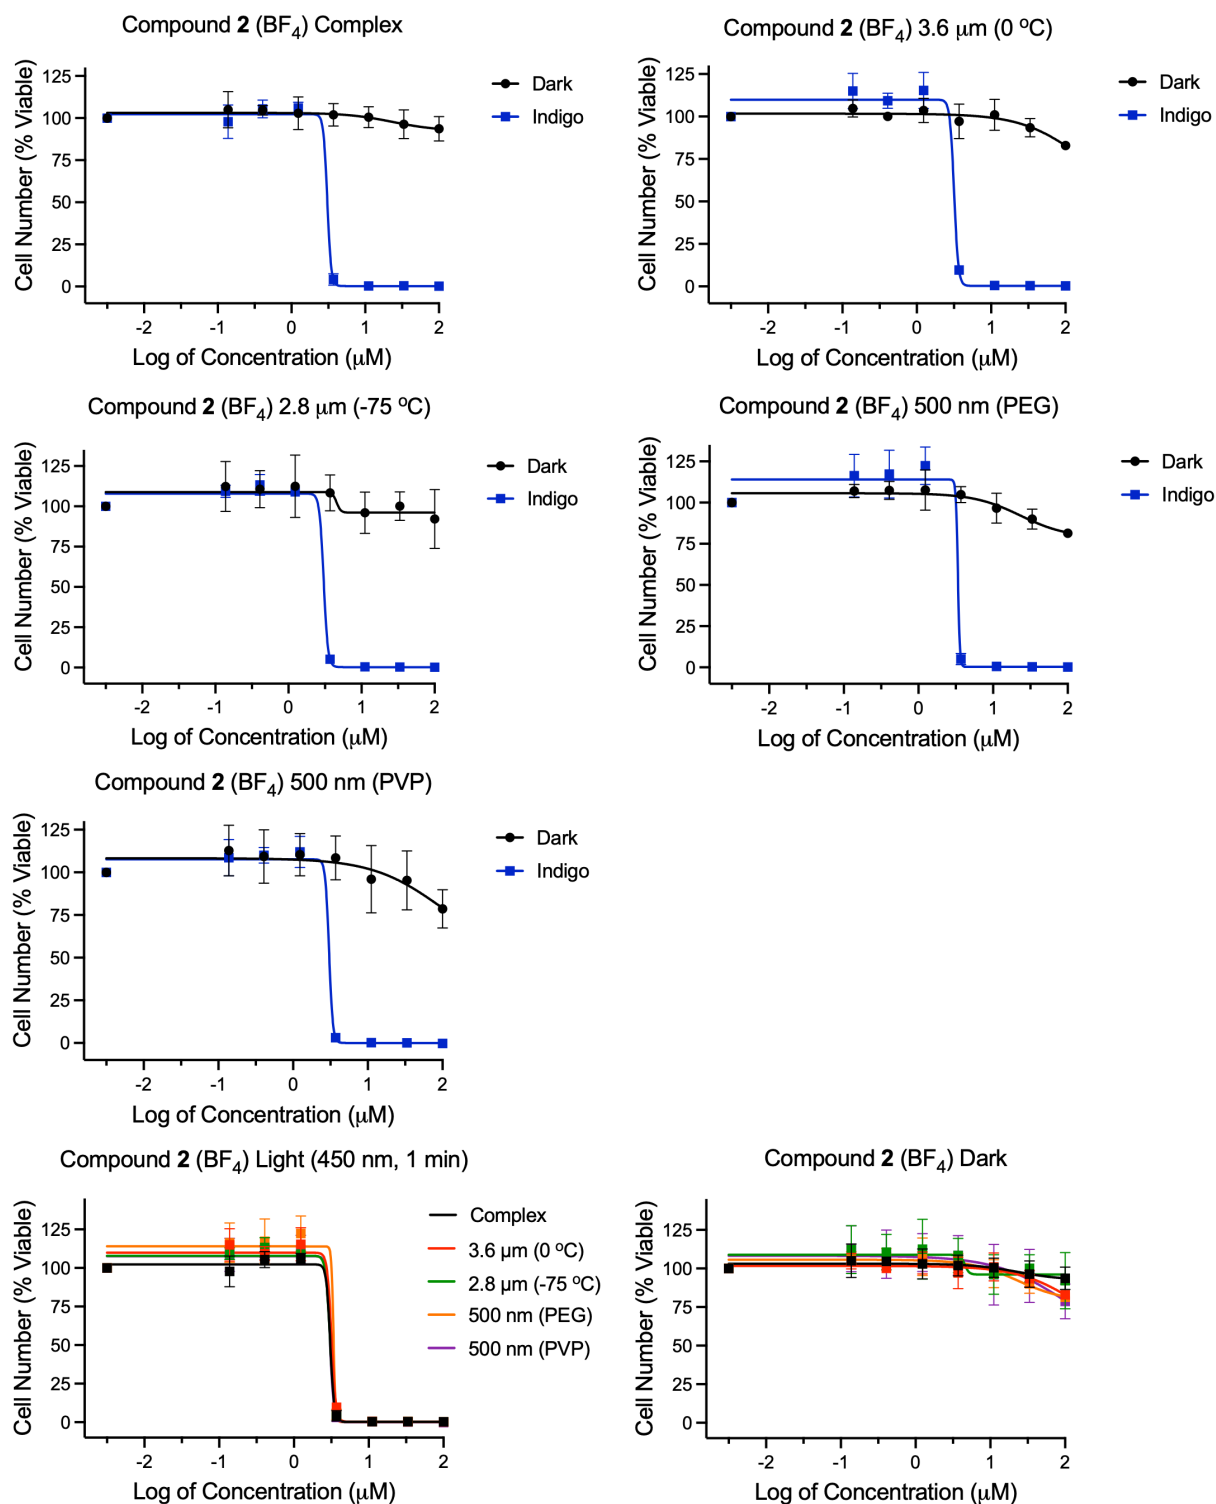 Compound 2 (BF4) Complex
Cell Number (% Viable)
125
100
75
50
25
0
-2 -1 0 1 2
Log of Concentration (μM)
Dark
Indigo
Compound 2 (BF4) 3.6 μm (0 ºC)
Cell Number (% Viable)
125
100
75
50
25
0
-2 -1 0 1 2
Log of Concentration (μM)
Dark
Indigo
Compound 2 (BF4) 2.8 μm (-75 ºC)
Cell Number (% Viable)
125
100
75
50
25
0
-2 -1 0 1 2
Log of Concentration (μM)
Dark
Indigo
Compound 2 (BF4) 500 nm (PEG)
Cell Number (% Viable)
125
100
75
50
25
0
-2 -1 0 1 2
Log of Concentration (μM)
Dark
Indigo
Compound 2 (BF4) 500 nm (PVP)
Cell Number (% Viable)
125
100
75
50
25
0
-2 -1 0 1 2
Log of Concentration (μM)
Dark
Indigo
Compound 2 (BF4) Light (450 nm, 1 min)
Cell Number (% Viable)
125
100
75
50
25
0
-2 -1 0 1 2
Log of Concentration (μM)
Complex
3.6 μm (0 ºC)
2.8 μm (-75 ºC)
500 nm (PEG)
500 nm (PVP)
Compound 2 (BF4) Dark
Cell Number (% Viable)
125
100
75
50
25
0
-2 -1 0 1 2
Log of Concentration (μM)